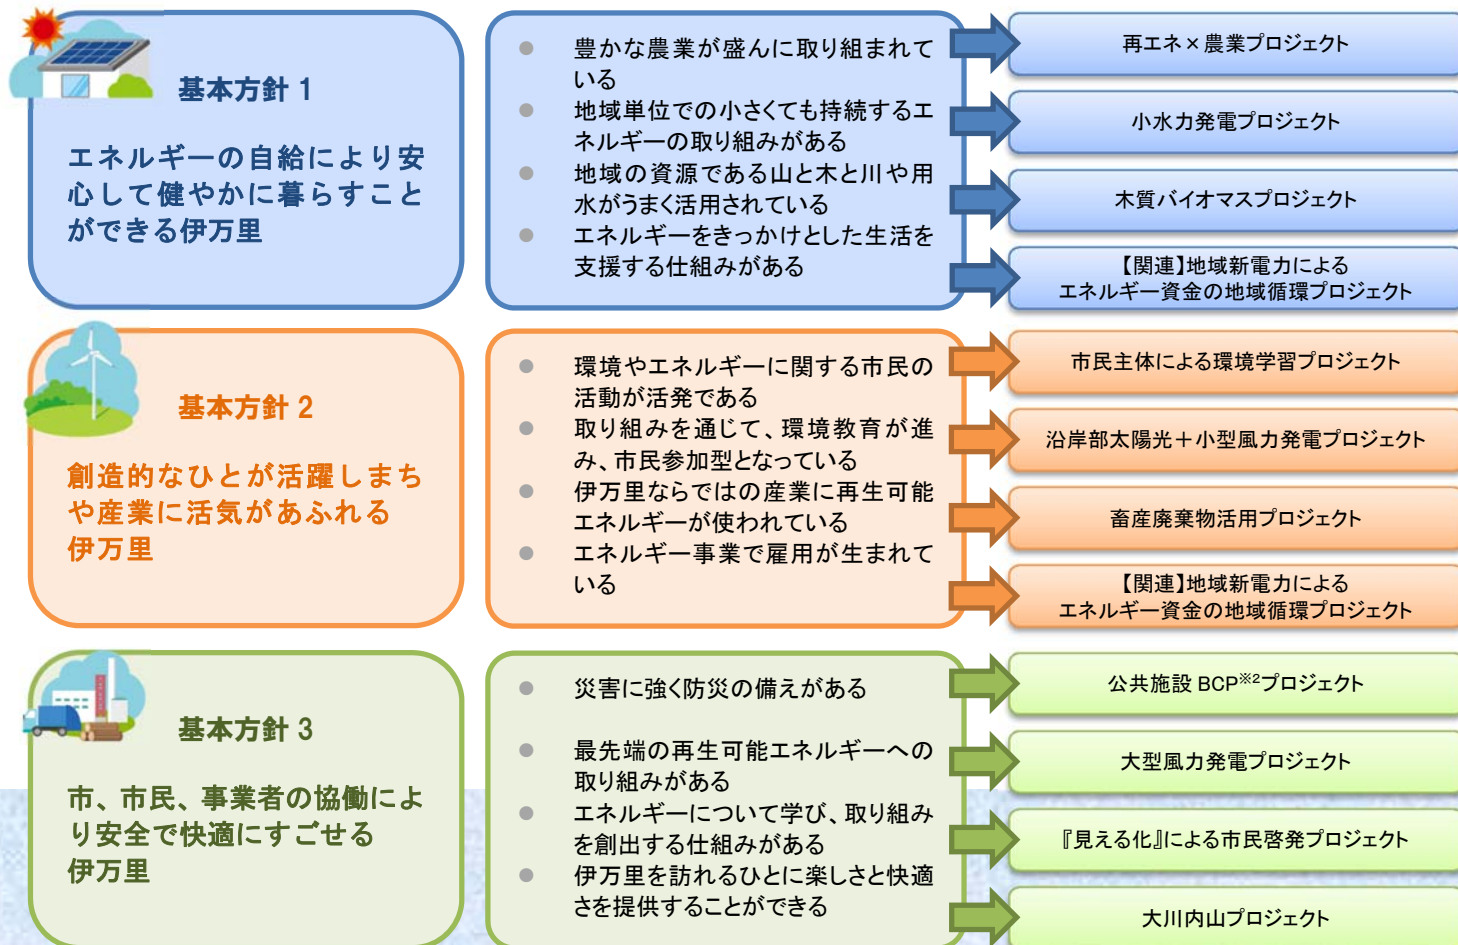 基本方針 1
エネルギーの自給により安
心して健やかに暮らすこと
ができる伊万里
● 豊かな農業が盛んに取り組まれて
いる
● 地域単位での小さくても持続するエ
ネルギーの取り組みがある
● 地域の資源である山と木と川や用
水がうまく活用されている
● エネルギーをきっかけとした生活を
支援する仕組みがある
再エネ×農業プロジェクト
小水力発電プロジェクト
木質バイオマスプロジェクト
【関連】地域新電力による
エネルギー資金の地域循環プロジェクト
基本方針 2
創造的なひとが活躍しまち
や産業に活気があふれる
伊万里
● 環境やエネルギーに関する市民の
活動が活発である
● 取り組みを通じて、環境教育が進
み、市民参加型となっている
● 伊万里ならではの産業に再生可能
エネルギーが使われている
● エネルギー事業で雇用が生まれて
いる
市民主体による環境学習プロジェクト
沿岸部太陽光＋小型風力発電プロジェクト
畜産廃棄物活用プロジェクト
【関連】地域新電力による
エネルギー資金の地域循環プロジェクト
基本方針 3
市、市民、事業者の協働によ
り安全で快適にすごせる
伊万里
● 災害に強く防災の備えがある
● 最先端の再生可能エネルギーへの
取り組みがある
● エネルギーについて学び、取り組み
を創出する仕組みがある
● 伊万里を訪れるひとに楽しさと快適
さを提供することができる
公共施設 BCP※2プロジェクト
大型風力発電プロジェクト
『見える化』による市民啓発プロジェクト
大川内山プロジェクト